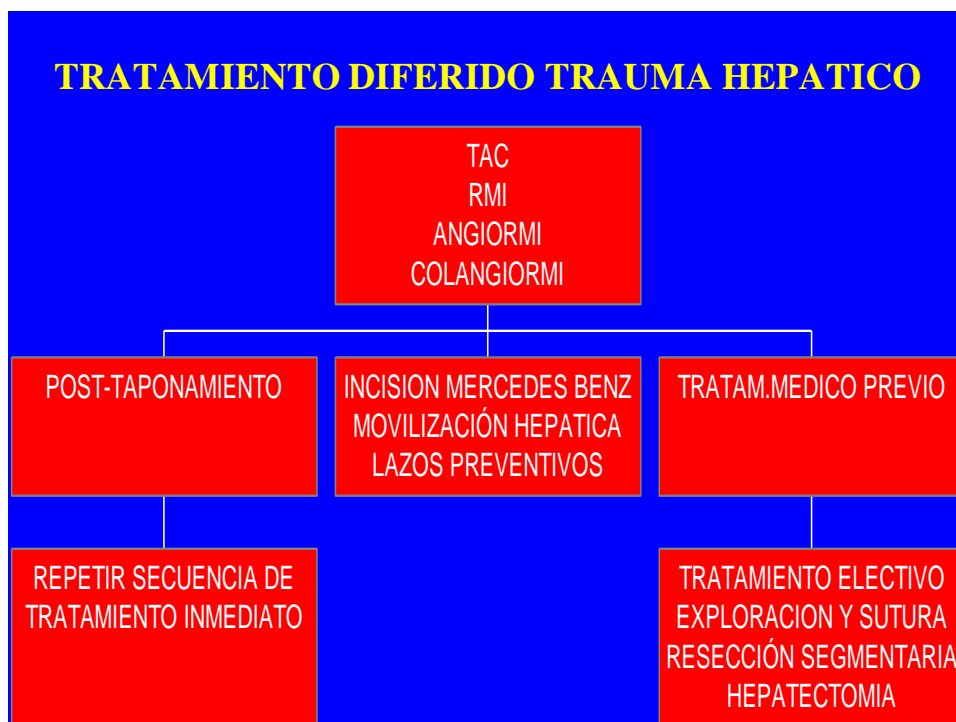 TRATAMIENTO DIFERIDO TRAUMA HEPATICO
TAC
RMI
ANGIORMI
COLANGIORMI
POST-TAPONAMIENTO
INCISION MERCEDES BENZ
MOVILIZACIÓN HEPATICA
LAZOS PREVENTIVOS
TRATAM.MEDICO PREVIO
REPETIR SECUENCIA DE
TRATAMIENTO INMEDIATO
TRATAMIENTO ELECTIVO
EXPLORACION Y SUTURA
RESECCIÓN SEGMENTARIA
HEPATECTOMIA